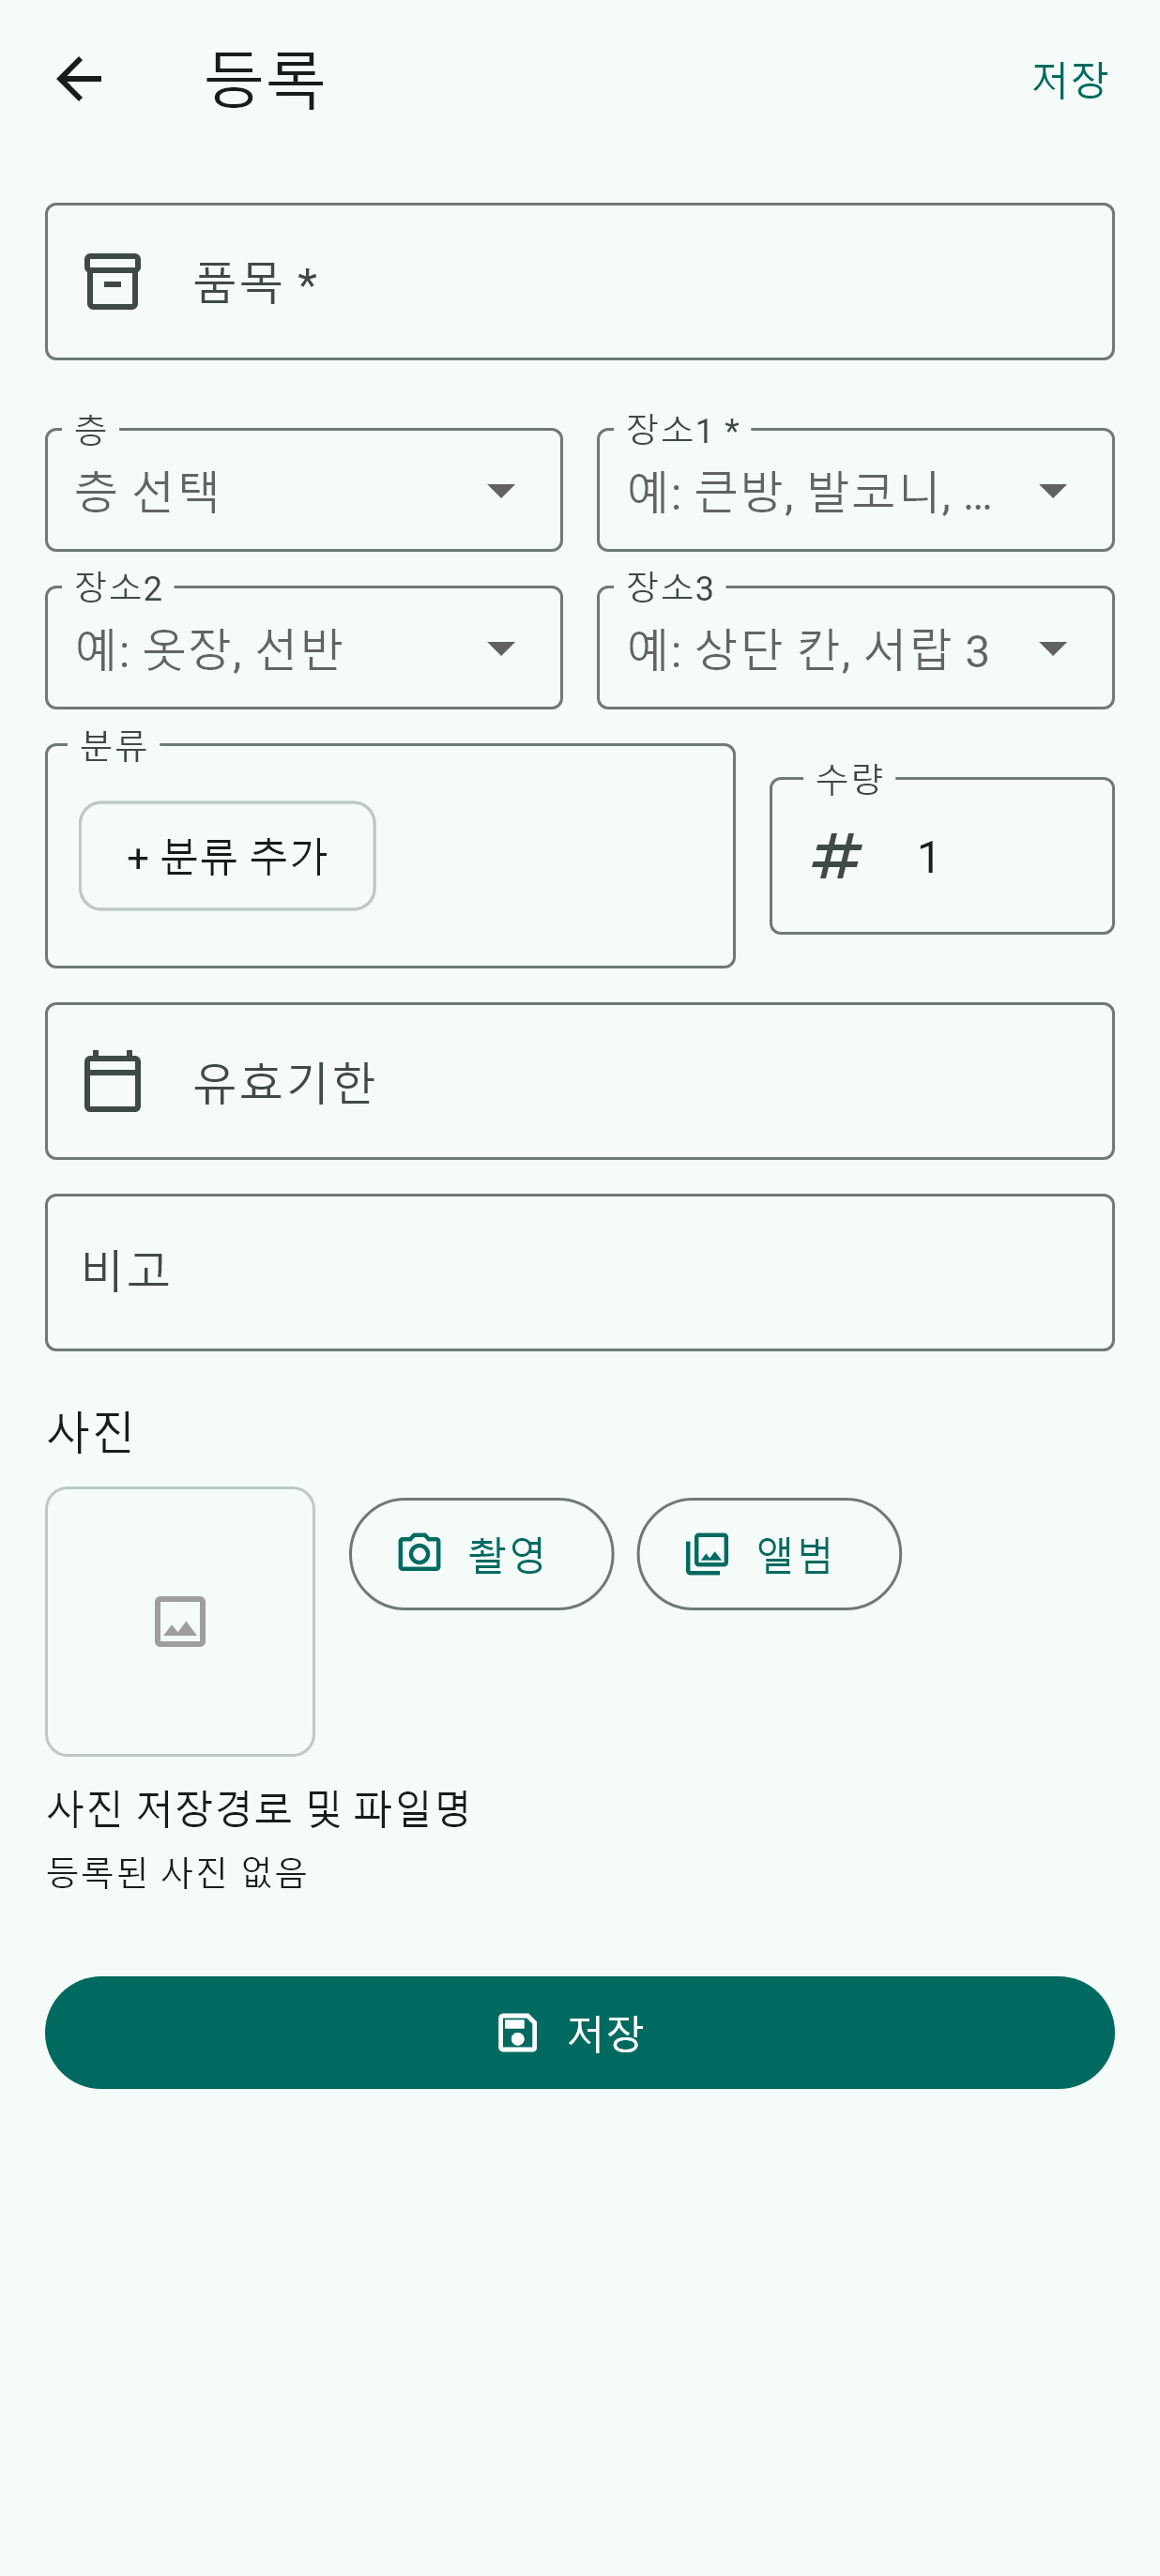 등록
저장
품목 *
층
장소1 *
층 선택
예: 큰방, 발코니, ...
장소2
장소3
예: 옷장, 선반
예: 상단 칸, 서랍 3
분류
수량
+ 분류 추가
# 1
유효기한
비고
사진
촬영
앨범
사진 저장경로 및 파일명
등록된 사진 없음
저장